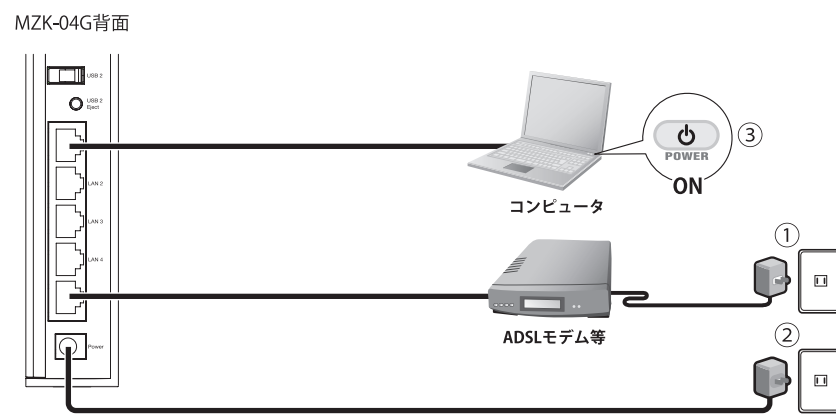 MZK-04G背面
USB 2
USB 2
Eject
LAN 2
LAN 3
LAN 4
Power
POWER
③
ON
コンピュータ
①
ADSLモデム等
②